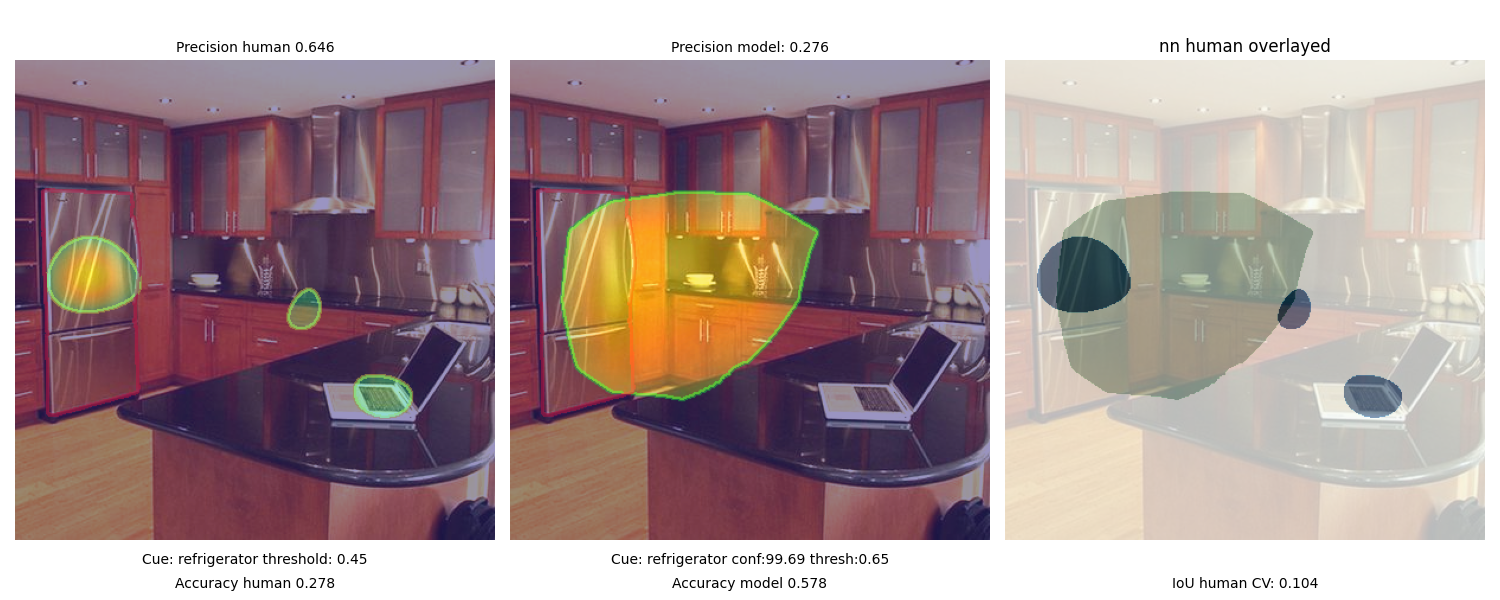 Precision human 0.646
Precision model: 0.276
nn human overlayed
Cue: refrigerator threshold: 0.45
Cue: refrigerator conf:99.69 thresh:0.65
Accuracy human 0.278
Accuracy model 0.578
IoU human CV: 0.104